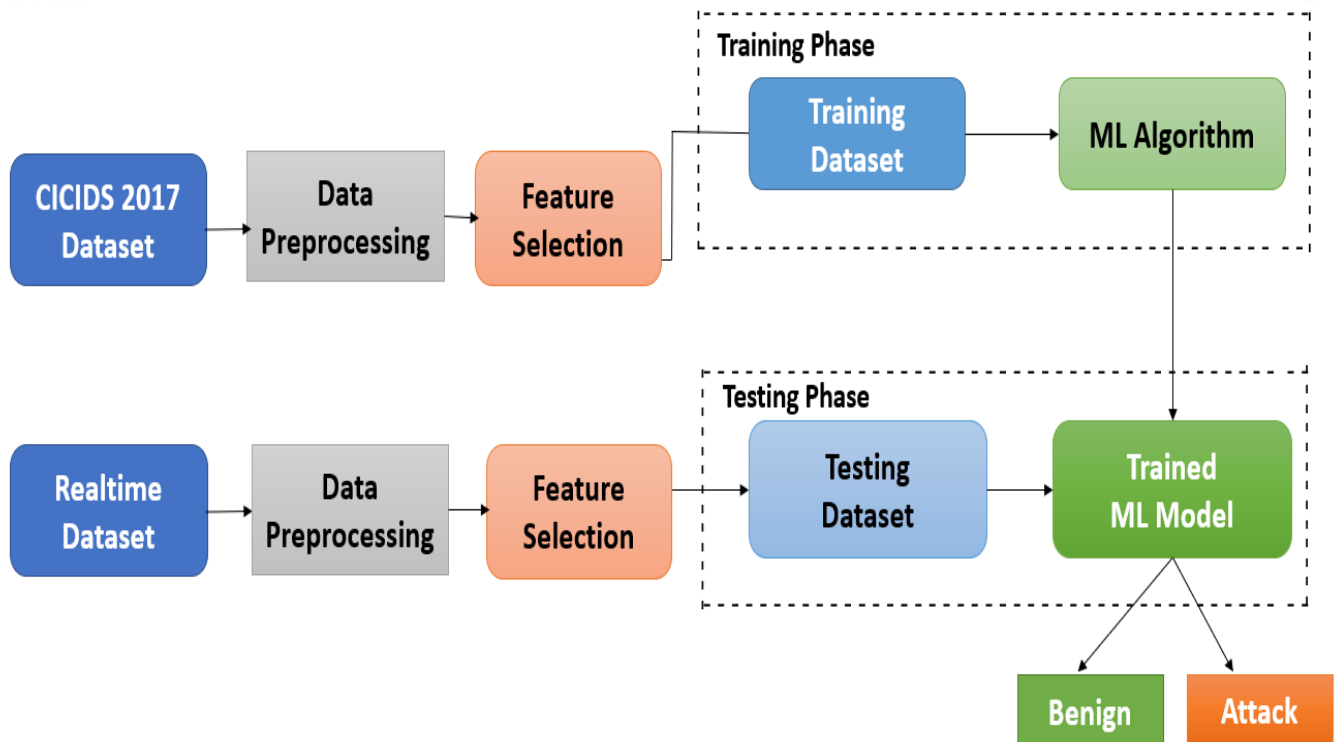 Training Phase
Training
Dataset
ML Algorithm
CICIDS 2017
Dataset
Data
Preprocessing
Feature
Selection
Testing Phase
Realtime
Dataset
Data
Preprocessing
Feature
Selection
Testing
Dataset
Trained
ML Model
Benign
Attack